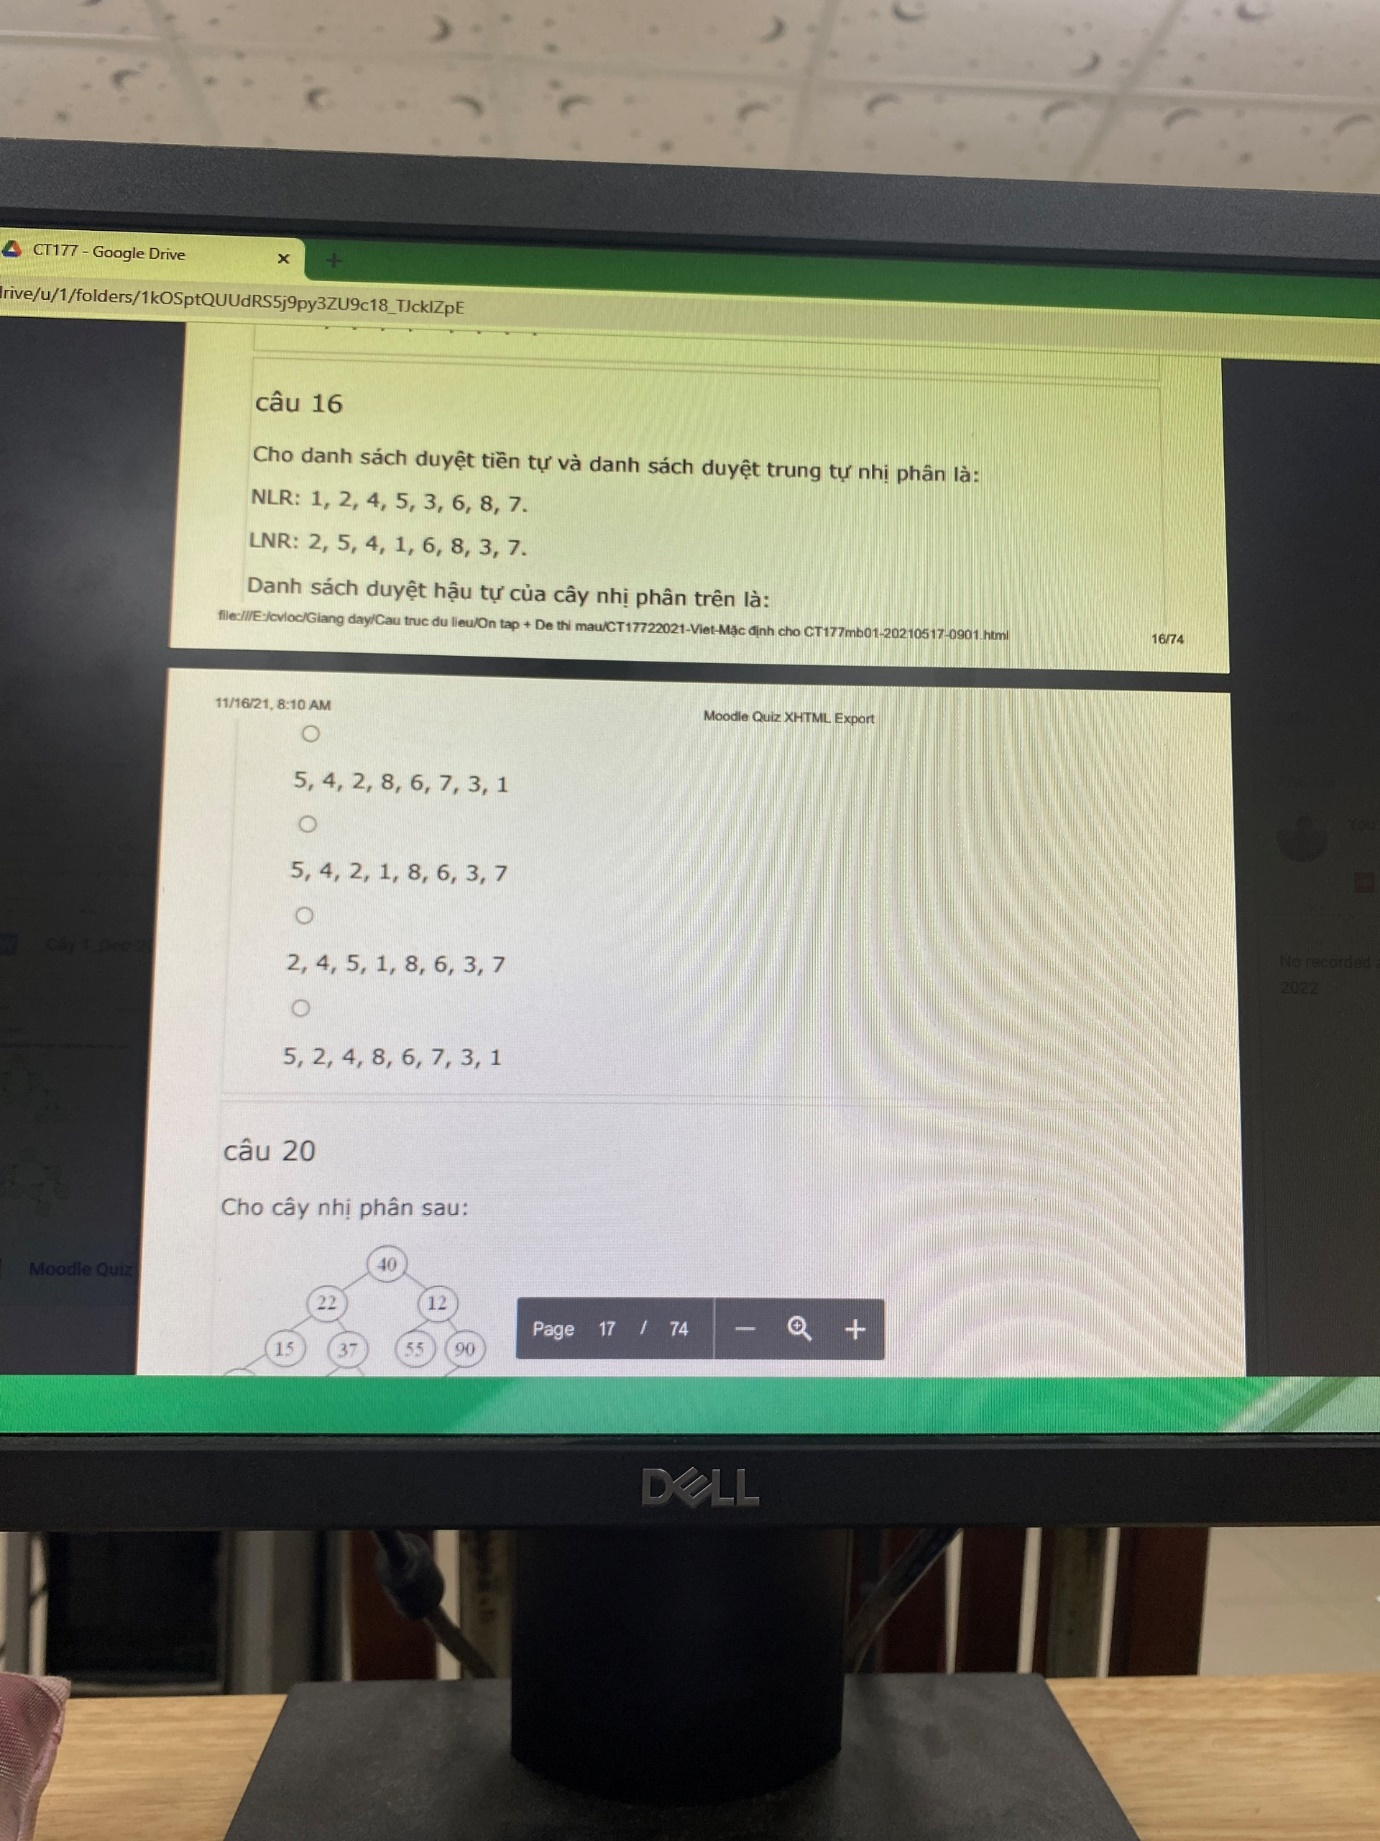 CT177 - Google Drive
drive/u/1/folders/1kOSptQUUdRS5j9py3ZU9c18_TJcklZpE
câu 16
Cho danh sách duyệt tiền tự và danh sách duyệt trung tự nhị phân là:
NLR: 1, 2, 4, 5, 3, 6, 8, 7.
LNR: 2, 5, 4, 1, 6, 8, 3, 7.
Danh sách duyệt hậu tự của cây nhị phân trên là:
file:///E:/cvloc/Giang day/Cau truc du lieu/On tap + De thi mau/CT17722021-Viet-Mặc định cho CT177mb01-20210517-0901.html
16/74
11/16/21, 8:10 AM
Moodle Quiz XHTML Export
5, 4, 2, 8, 6, 7, 3, 1
5, 4, 2, 1, 8, 6, 3, 7
2, 4, 5, 1, 8, 6, 3, 7
5, 2, 4, 8, 6, 7, 3, 1
câu 20
Cho cây nhị phân sau:
40
22
12
15
37
55
90
Page 17 / 74
You
No recorded
2022
Moodle Quiz
DELL